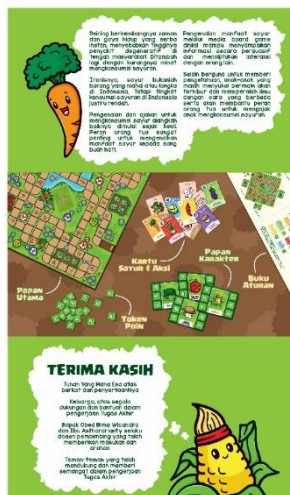 Seiring berkembangnya zaman
dan gaya hidup yang serba
instan, menyebabkan tingginya
penyakit degeneratif di
tengah masyarakat. Ditambah
lagi dengan kurangnya minat
mengkonsumsi sayur.
Ironisnya, sayur bukanlah
barang yang mahal atau langka
di Indonesia. Tetapi tingkat
konsumsi sayuran di Indonesia
justru rendah.
Pengenalan dan ajakan untuk
mengkonsumsi sayur alangkah
baiknya dimulai sejak kecil.
Peran orang tua sangat
penting untuk mengenalkan
manfaat sayur kepada sang
buah hati.
Pengenalan manfaat sayur
melalui media board game
dinilai mampu menyampaikan
informasi secara persuasif
dan menciptakan interaksi
dengan orang lain.
Selain berguna untuk memberi
pengetahuan, anak-anak yang
masih menyukai bermain akan
terhibur dan memperoleh ilmu
dengan cara yang berbeda
serta akan membantu peran
orang tua untuk mengajak
anak mengkonsumsi sayuran.
Papan
Utama
Token
Poin
Kartu
Sayur & Aksi
Papan
Karakter
Buku
Aturan
TERIMA KASIH
Tuhan Yang Maha Esa atas
berkat dan penyertaannya
Keluarga, atas segala
dukungan dan bantuan dalam
pengerjaan Tugas Akhir
Bapak Obed Bima Wicandra
dan Ibu selaku
dosen pembimbing yang telah
memberikan masukan dan
arahan
Teman-teman yang telah
mendukung dan memberi
semangat dalam pengerjaan
Tugas Akhir